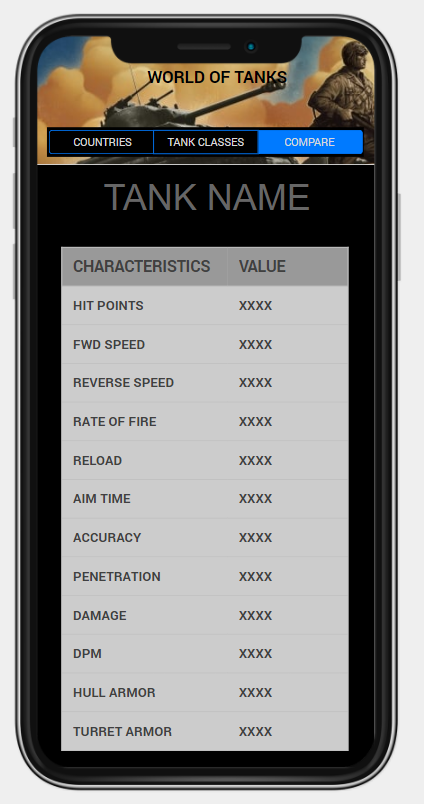 WORLD OF TANKS
COUNTRIES TANK CLASSES COMPARE
TANK NAME
CHARACTERISTICS VALUE
HIT POINTS XXXX
FWD SPEED XXXX
REVERSE SPEED XXXX
RATE OF FIRE XXXX
RELOAD XXXX
AIM TIME XXXX
ACCURACY XXXX
PENETRATION XXXX
DAMAGE XXXX
DPM XXXX
HULL ARMOR XXXX
TURRET ARMOR XXXX